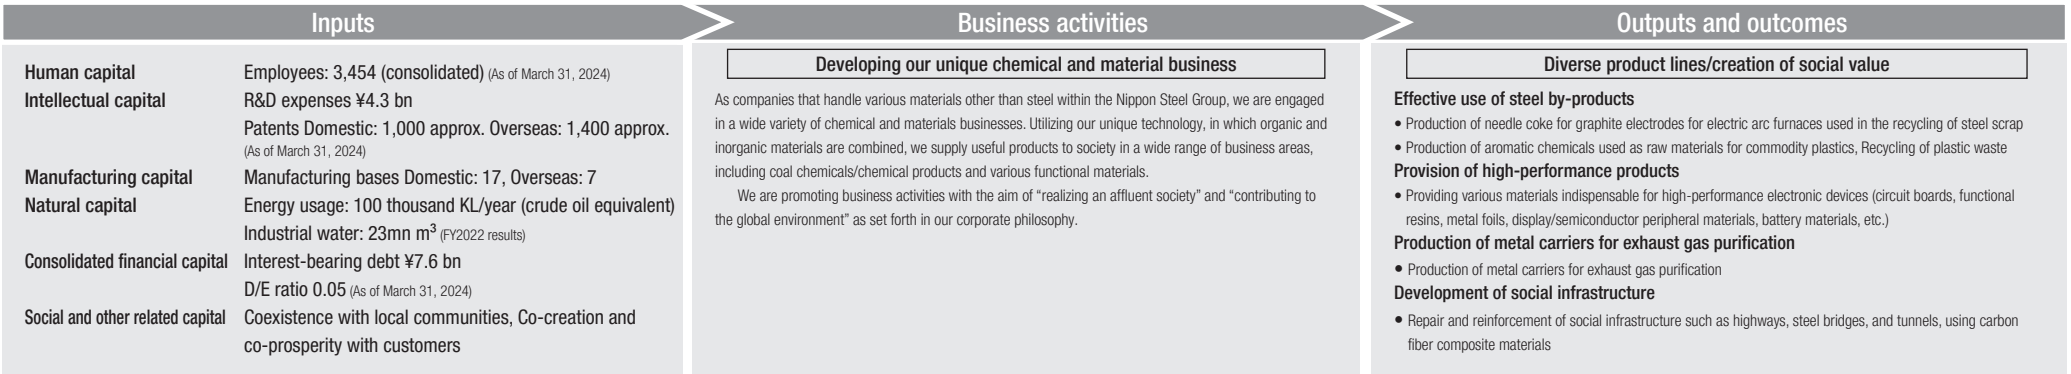 Inputs
Human capital Employees: 3,454 (consolidated) (As of March 31, 2024)
Intellectual capital R&D expenses ¥4.3 bn
Patents Domestic: 1,000 approx. Overseas: 1,400 approx.
(As of March 31, 2024)
Manufacturing capital Manufacturing bases Domestic: 17, Overseas: 7
Natural capital Energy usage: 100 thousand KL/year (crude oil equivalent)
Industrial water: 23mn m³ (FY2022 results)
Consolidated financial capital Interest-bearing debt ¥7.6 bn
D/E ratio 0.05 (As of March 31, 2024)
Social and other related capital Coexistence with local communities, Co-creation and
co-prosperity with customers
Business activities
Developing our unique chemical and material business
As companies that handle various materials other than steel within the Nippon Steel Group, we are engaged
in a wide variety of chemical and materials businesses. Utilizing our unique technology, in which organic and
inorganic materials are combined, we supply useful products to society in a wide range of business areas,
including coal chemicals/chemical products and various functional materials.
We are promoting business activities with the aim of “realizing an affluent society” and “contributing to
the global environment” as set forth in our corporate philosophy.
Outputs and outcomes
Diverse product lines/creation of social value
Effective use of steel by-products
• Production of needle coke for graphite electrodes for electric arc furnaces used in the recycling of steel scrap
• Production of aromatic chemicals used as raw materials for commodity plastics, Recycling of plastic waste
Provision of high-performance products
• Providing various materials indispensable for high-performance electronic devices (circuit boards, functional
resins, metal foils, display/semiconductor peripheral materials, battery materials, etc.)
Production of metal carriers for exhaust gas purification
• Production of metal carriers for exhaust gas purification
Development of social infrastructure
• Repair and reinforcement of social infrastructure such as highways, steel bridges, and tunnels, using carbon
fiber composite materials